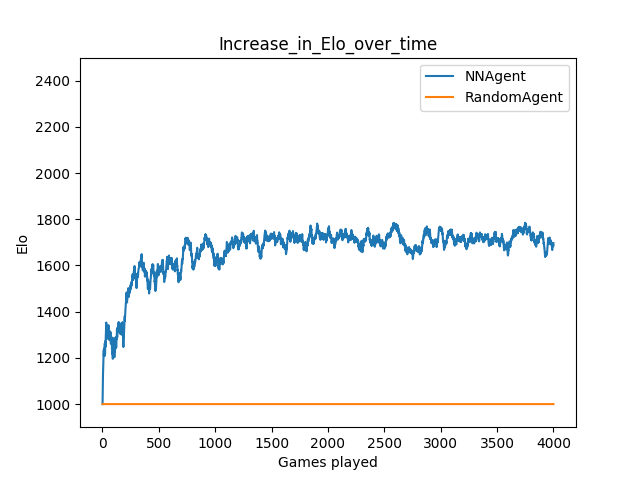 Increase_in_Elo_over_time
NNAgent
RandomAgent
2400
2200
2000
1800
1600
1400
1200
1000
Elo
0 500 1000 1500 2000 2500 3000 3500 4000
Games played